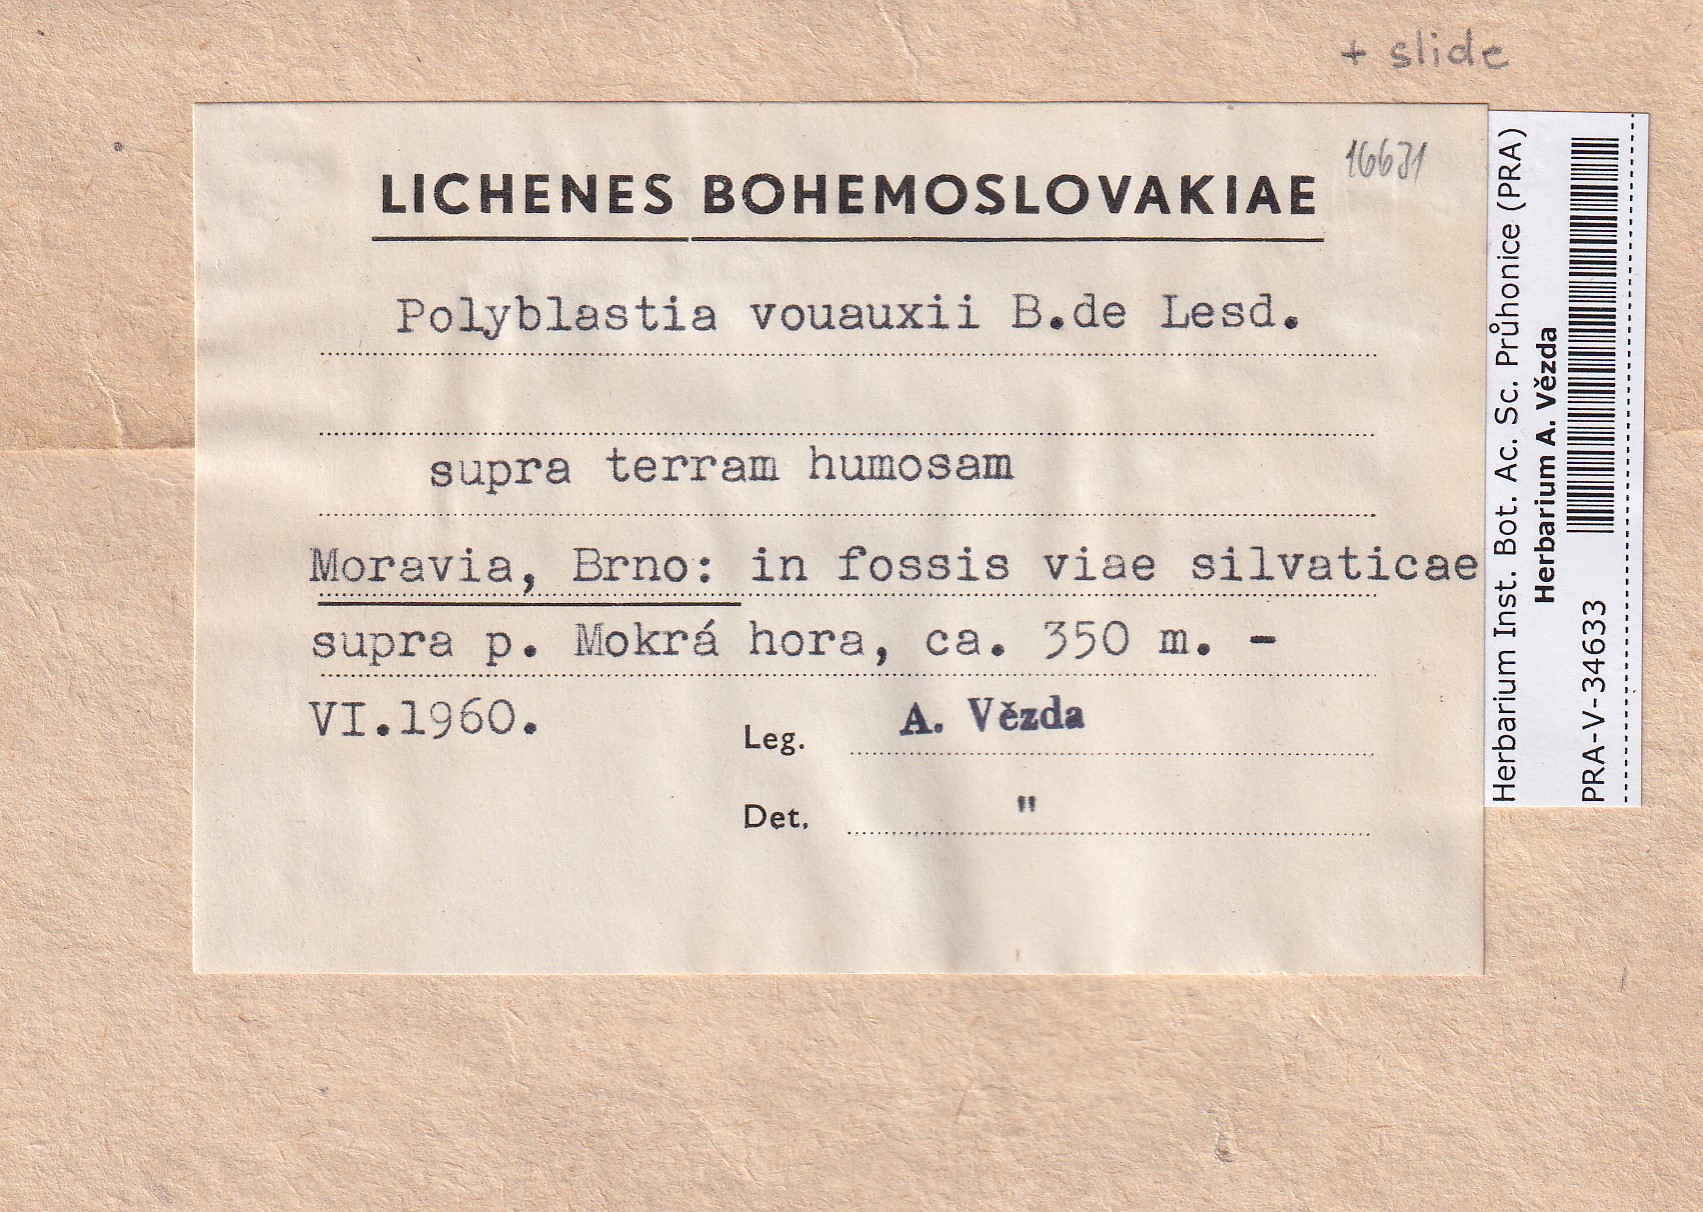 + slide
16631
LICHENES BOHEMOSLOVAKIAE
Polyblastia vouauxii B.de Lesd.
supra terram humosam
Moravia, Brno: in fossis viae silvaticae
supra p. Mokrá hora, ca. 350 m. -
VI.1960.
Leg. A. Vězda
Det. "
Herbarium Inst. Bot. Ac. Sc. Průhonice (PRA)
Herbarium A. Vězda
PRA-V-34633